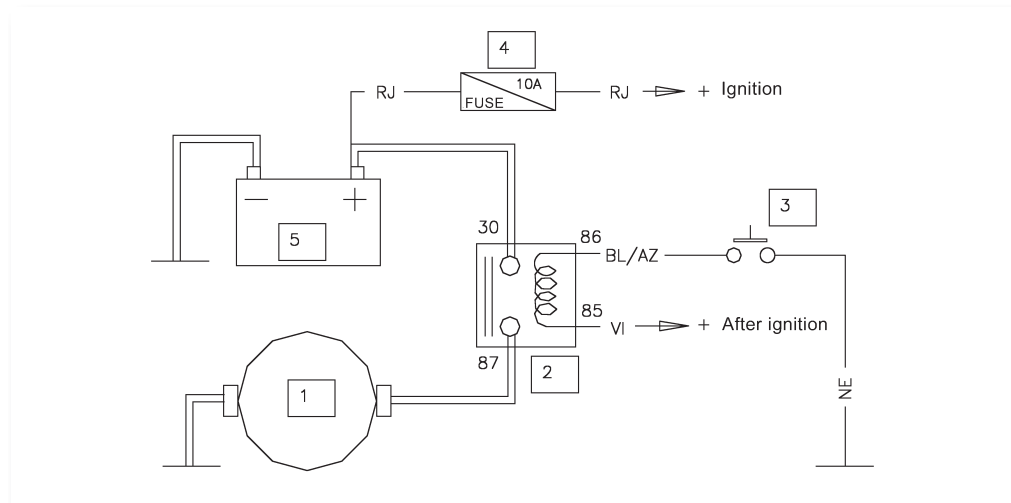 4
RJ
10A
FUSE
RJ
+ Ignition
3
5
30
86
BL/AZ
85
VI
+ After ignition
87
2
1
NE